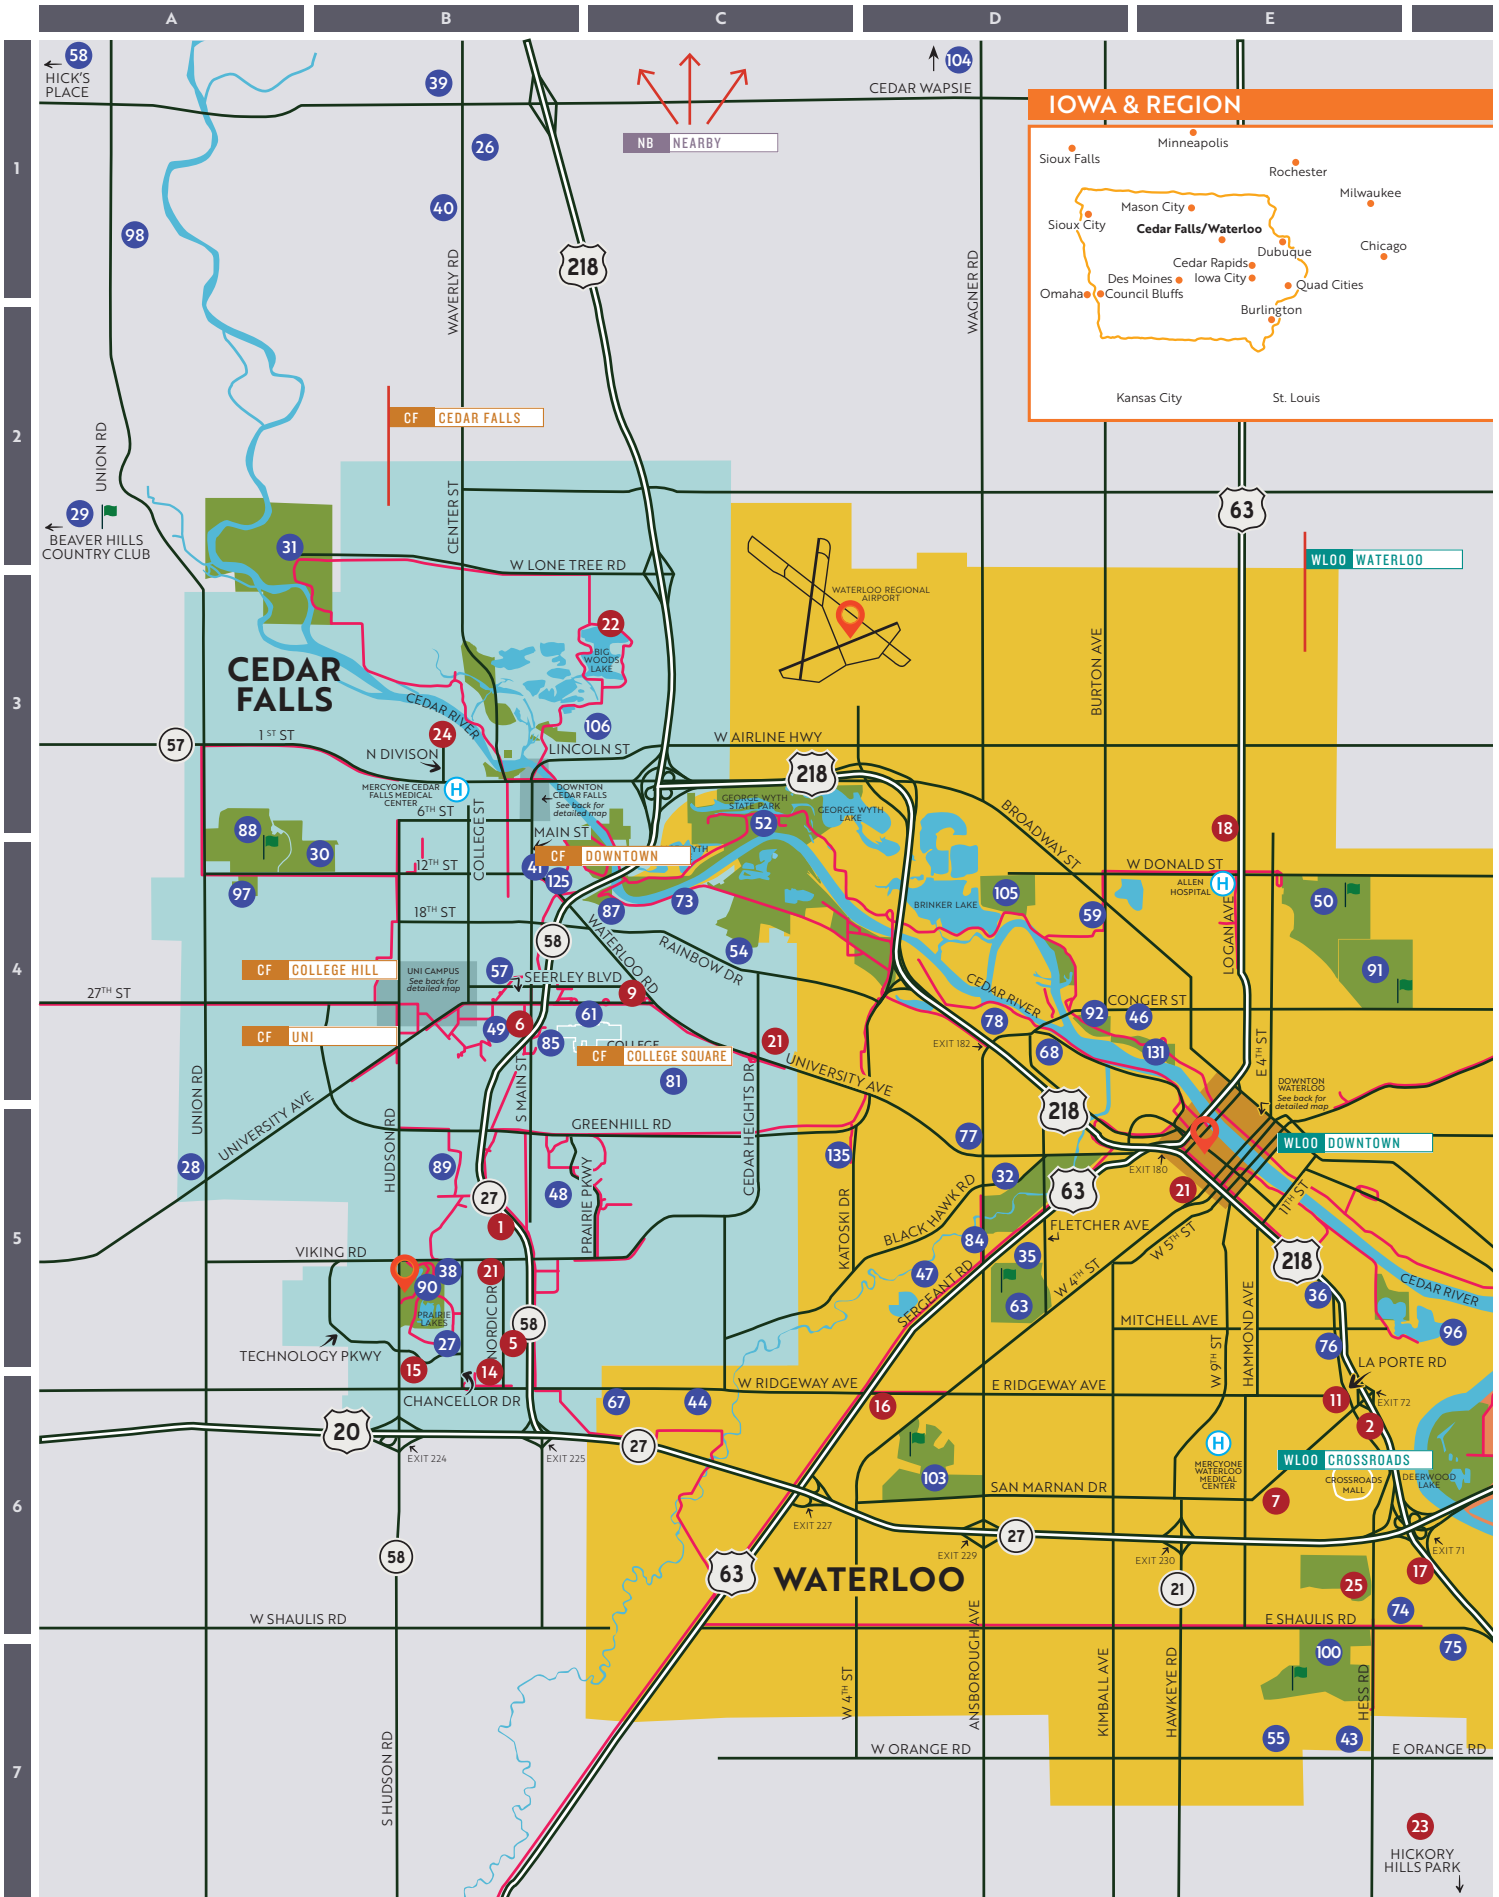 A
B
C
D
E
1
2
3
4
5
6
7
58
HICK'S
PLACE
39
26
40
98
104
CEDAR WAPSIE
NB NEARBY
218
WAVERLY RD
WAGNER RD
IOWA & REGION
Minneapolis
Sioux Falls
Rochester
Milwaukee
Mason City
Sioux City
Cedar Falls/Waterloo
Chicago
Dubuque
Cedar Rapids
Des Moines
Iowa City
Quad Cities
Omaha
Council Bluffs
Burlington
Kansas City
St. Louis
CF CEDAR FALLS
UNION RD
CENTER ST
29
BEAVER HILLS
COUNTRY CLUB
31
63
WLOO WATERLOO
W LONE TREE RD
WATERLOO REGIONAL
AIRPORT
22
BIG
WOODS
LAKE
CEDAR
FALLS
CEDAR RIVER
BURTON AVE
106
57
1ST ST
24
N DIVISON
LINCOLN ST
W AIRLINE HWY
218
MERCYONE CEDAR
FALLS MEDICAL
CENTER
H
DOWNTON
CEDAR FALLS
See back for
detailed map
6TH ST
COLLEGE ST
MAIN ST
GEORGE WYTH
STATE PARK
GEORGE WYTH
LAKE
52
BROADWAY ST
18
88
30
12TH ST
41
CF DOWNTOWN
YTH
125
97
W DONALD ST
ALLEN
HOSPITAL
H
18TH ST
87
73
BRINKER LAKE
105
59
50
LOGAN AVE
58
WATERLOO RD
RAINBOW DR
54
CF COLLEGE HILL
UNI CAMPUS
See back for
detailed map
57
SEERLEY BLVD
9
91
27TH ST
CEDAR RIVER
CONGER ST
CF UNI
49
6
61
85
COLLEGE
CF COLLEGE SQUARE
21
81
78
92
46
EXIT 182
68
131
E 4TH ST
UNION RD
UNIVERSITY AVE
S MAIN ST
CEDAR HEIGHTS DR
UNIVERSITY AVE
218
DOWNTON
WATERLOO
See back for
detailed map
GREENHILL RD
WLOO DOWNTOWN
HUDSON RD
28
89
48
PRAIRIE PKWY
135
77
EXIT 180
32
63
21
11TH ST
27
1
KATOSKI DR
BLACK HAWK RD
84
FLETCHER AVE
W 5TH ST
VIKING RD
35
W 4TH ST
218
90
38
21
47
SERGEANT RD
63
36
CEDAR RIVER
PRAIRIE
LAKES
NORDIC DR
58
MITCHELL AVE
96
TECHNOLOGY PKWY
27
5
W 9TH ST
HAMMOND AVE
76
LA PORTE RD
15
14
CHANCELLOR DR
W RIDGEWAY AVE
E RIDGEWAY AVE
67
44
16
11
EXIT 72
2
20
EXIT 224
EXIT 225
27
H
MERCYONE
WATERLOO
MEDICAL
CENTER
WLOO CROSSROADS
CROSSROADS
MALL
DEERWOOD
LAKE
103
SAN MARNAN DR
7
EXIT 227
EXIT 229
27
EXIT 230
EXIT 71
58
63
WATERLOO
21
25
17
74
W SHAULIS RD
E SHAULIS RD
75
100
W 4TH ST
ANSBOROUGH AVE
KIMBALL AVE
HAWKEYE RD
HESS RD
S HUDSON RD
55
43
W ORANGE RD
E ORANGE RD
23
HICKORY
HILLS PARK